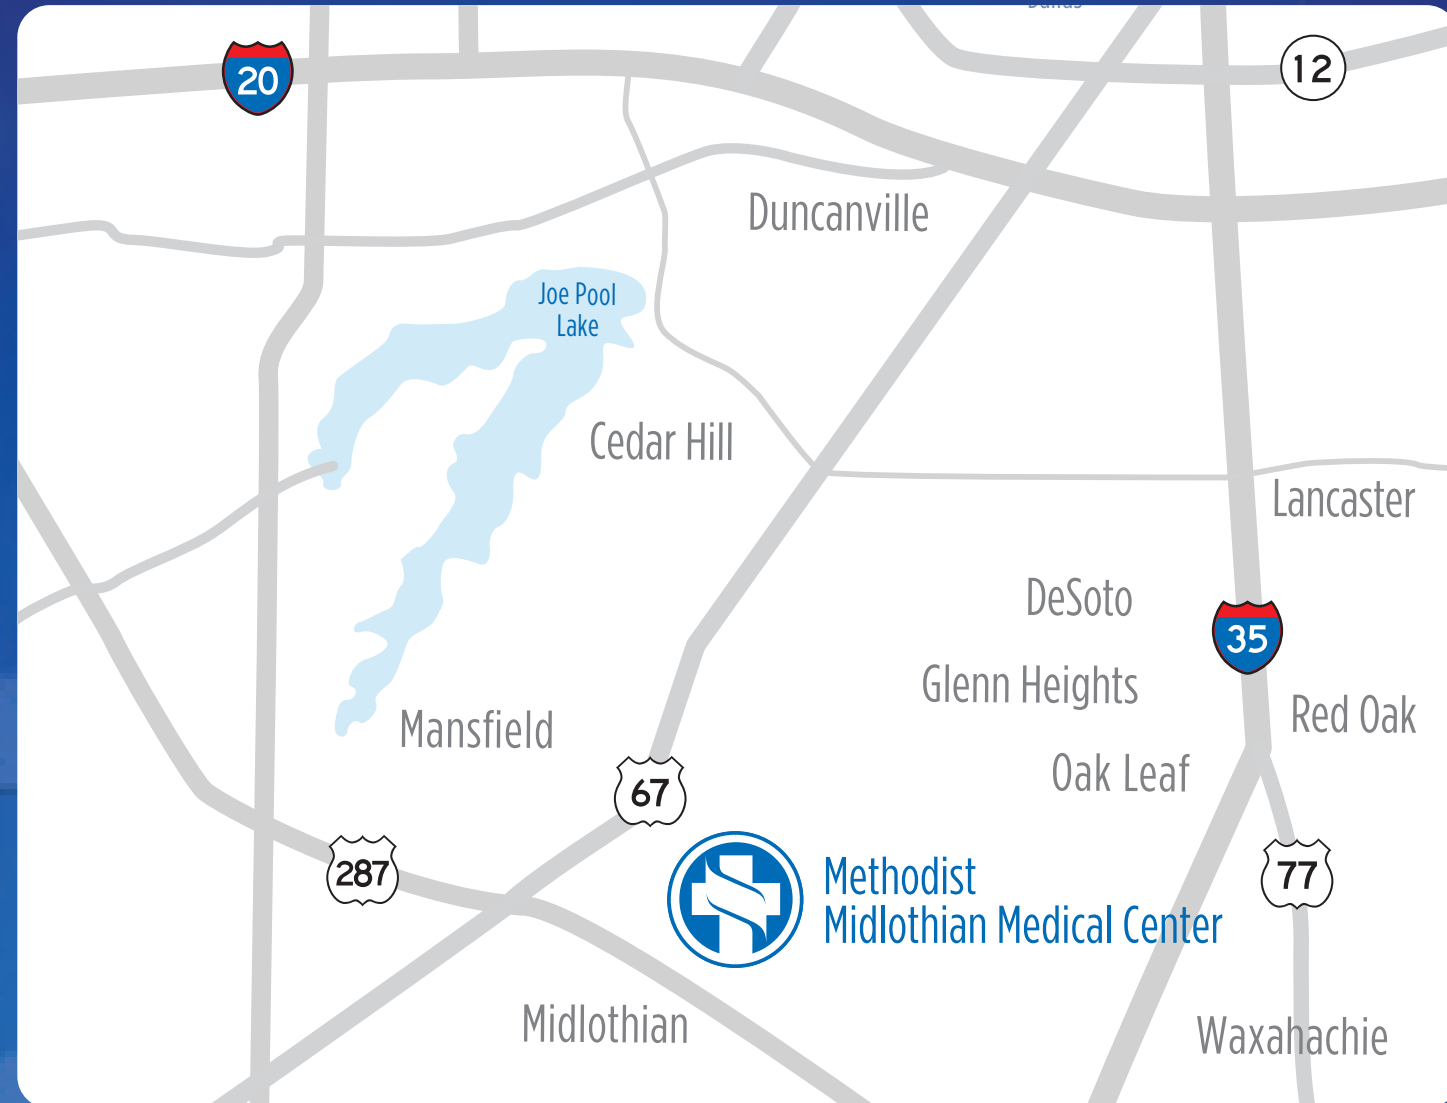 20
12
Duncanville
Joe Pool
Lake
Cedar Hill
Lancaster
DeSoto
35
Glenn Heights
Red Oak
Mansfield
Oak Leaf
67
287
77
Methodist
Midlothian Medical Center
Midlothian
Waxahachie